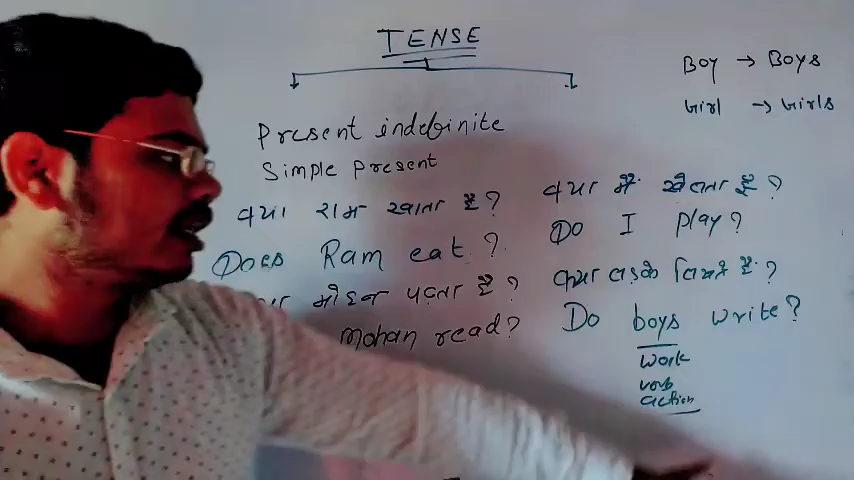 TENSE
Boy → Boys
Girl → Girls
Present indefinite
Simple Present
क्या राम खाता है?
Does Ram eat?
मोहन पढ़ता है?
Mohan read?
क्या मैं खेलता हूँ?
Do I play?
क्या लड़के लिखते हैं?
Do boys write?
work
verb
action